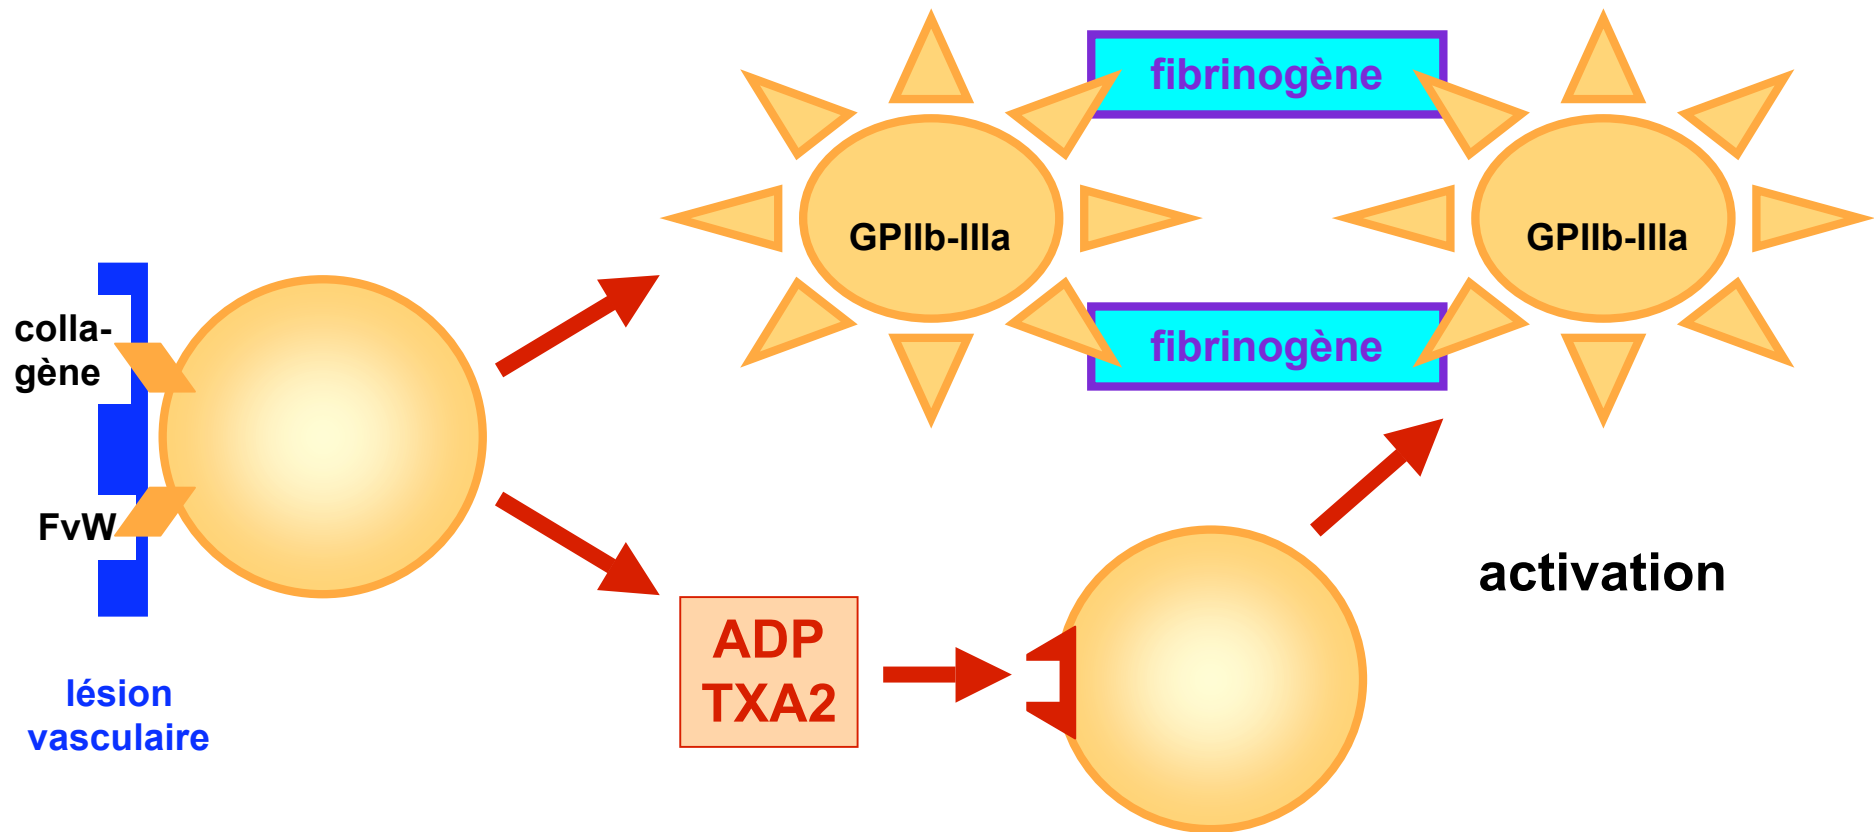 fibrinogène
GPIIb-IIIa
GPIIb-IIIa
fibrinogène
colla-
gène
FvW
lésion
vasculaire
ADP
TXA2
activation